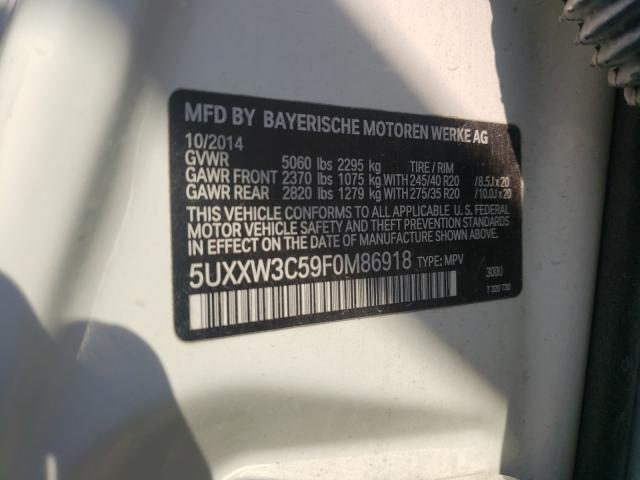 MFD BY BAYERISCHE MOTOREN WERKE AG
10/2014
GVWR 5060 lbs 2295 kg TIRE / RIM
GAWR FRONT 2370 lbs 1075 kg WITH 245/40 R20 /8.5Jx20
GAWR REAR 2820 lbs 1279 kg WITH 275/35 R20 /10.0Jx20
THIS VEHICLE CONFORMS TO ALL APPLICABLE U.S. FEDERAL
MOTOR VEHICLE SAFETY AND THEFT PREVENTION STANDARDS
IN EFFECT ON THE DATE OF MANUFACTURE SHOWN ABOVE.
5UXXW3C59F0M86918 TYPE: MPV
300U